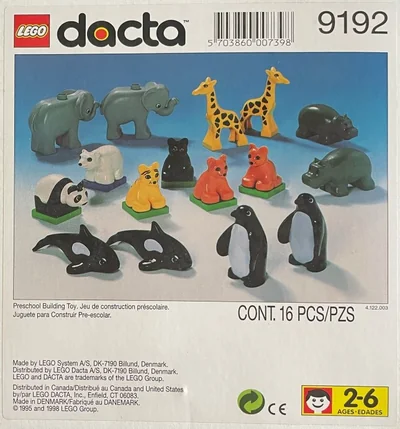 LEGO dacta 9192
5 703860 007398
Preschool Building Toy. Jeu de construction préscolaire.
Juguete para Construir Pre-escolar.
4.122.003
CONT. 16 PCS/PZS
Made by LEGO System A/S, DK-7190 Billund, Denmark.
Distributed by LEGO Dacta A/S, DK-7190 Billund, Denmark.
LEGO and DACTA are trademarks of the LEGO Group.
Distributed in Canada/Distribué au Canada and United States
by/par LEGO DACTA, Inc., Enfield, CT 06083.
Made in DENMARK/Fabriqué au DANEMARK.
© 1995 and 1998 LEGO Group.
CE
2-6
AGES·EDADES